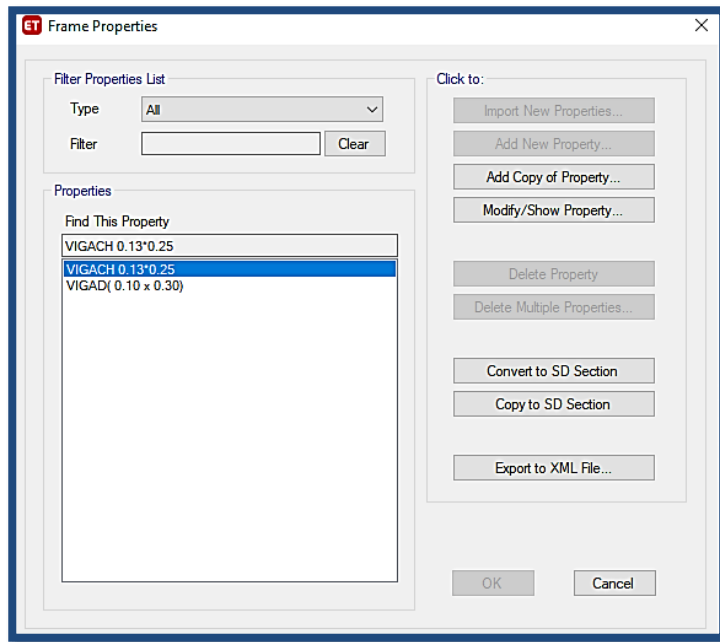 ET Frame Properties
Filter Properties List
Type All
Filter Clear
Properties
Find This Property
VIGACH 0.13*0.25
VIGACH 0.13*0.25
VIGAD( 0.10 x 0.30)
Click to:
Import New Properties...
Add New Property...
Add Copy of Property...
Modify/Show Property...
Delete Property
Delete Multiple Properties...
Convert to SD Section
Copy to SD Section
Export to XML File...
OK Cancel